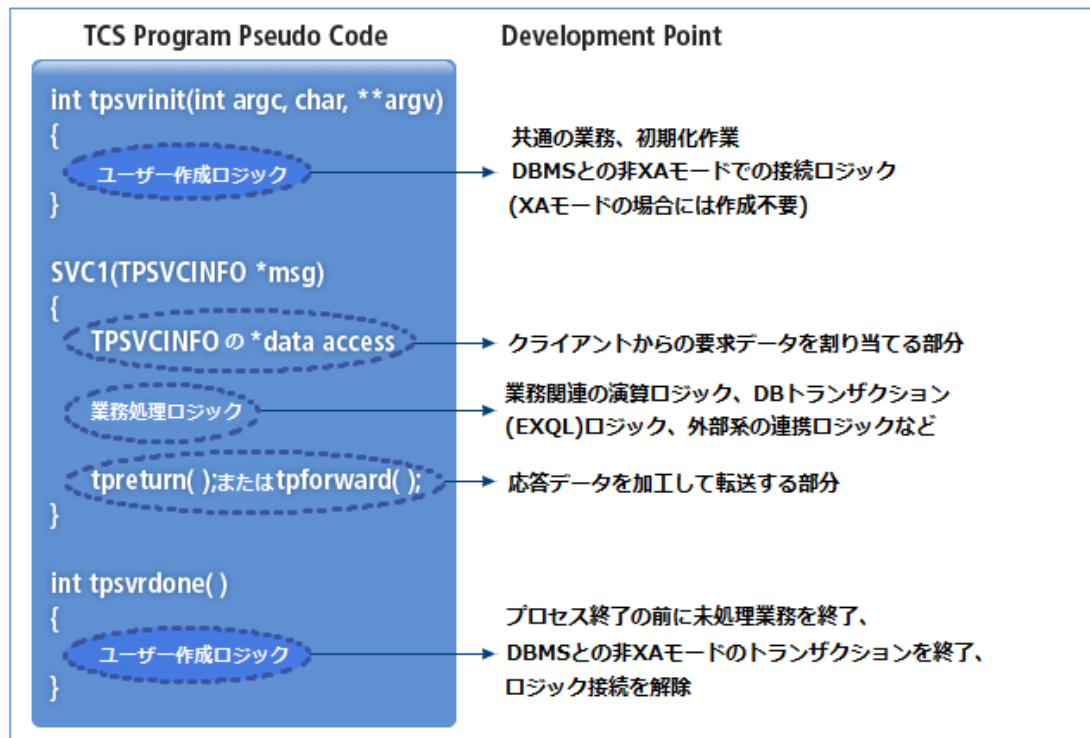 TCS Program Pseudo Code
Development Point
int tpsvrinit(int argc, char, **argv)
{
ユーザー作成ロジック
}
共通の業務、初期化作業
DBMSとの非XAモードでの接続ロジック
(XAモードの場合には作成不要)
SVC1(TPSVCINFO *msg)
{
TPSVCINFO の *data access
クライアントからの要求データを割り当てる部分
業務処理ロジック
業務関連の演算ロジック、DBトランザクション
(EXQL)ロジック、外部系の連携ロジックなど
tpreturn( );またはtpforward( );
応答データを加工して転送する部分
}
int tpsvrdone( )
{
ユーザー作成ロジック
}
プロセス終了の前に未処理業務を終了、
DBMSとの非XAモードのトランザクションを終了、
ロジック接続を解除